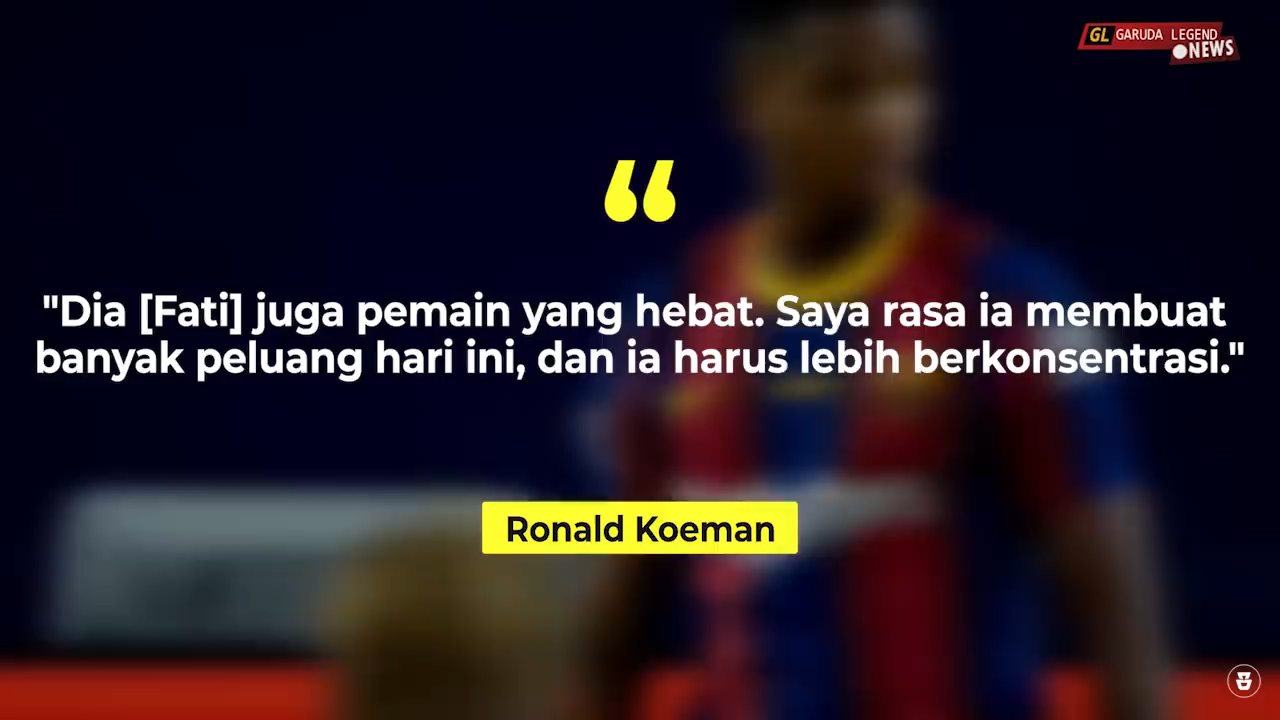 GL GARUDA LEGEND
NEWS
“
"Dia [Fati] juga pemain yang hebat. Saya rasa ia membuat
banyak peluang hari ini, dan ia harus lebih berkonsentrasi."
Ronald Koeman